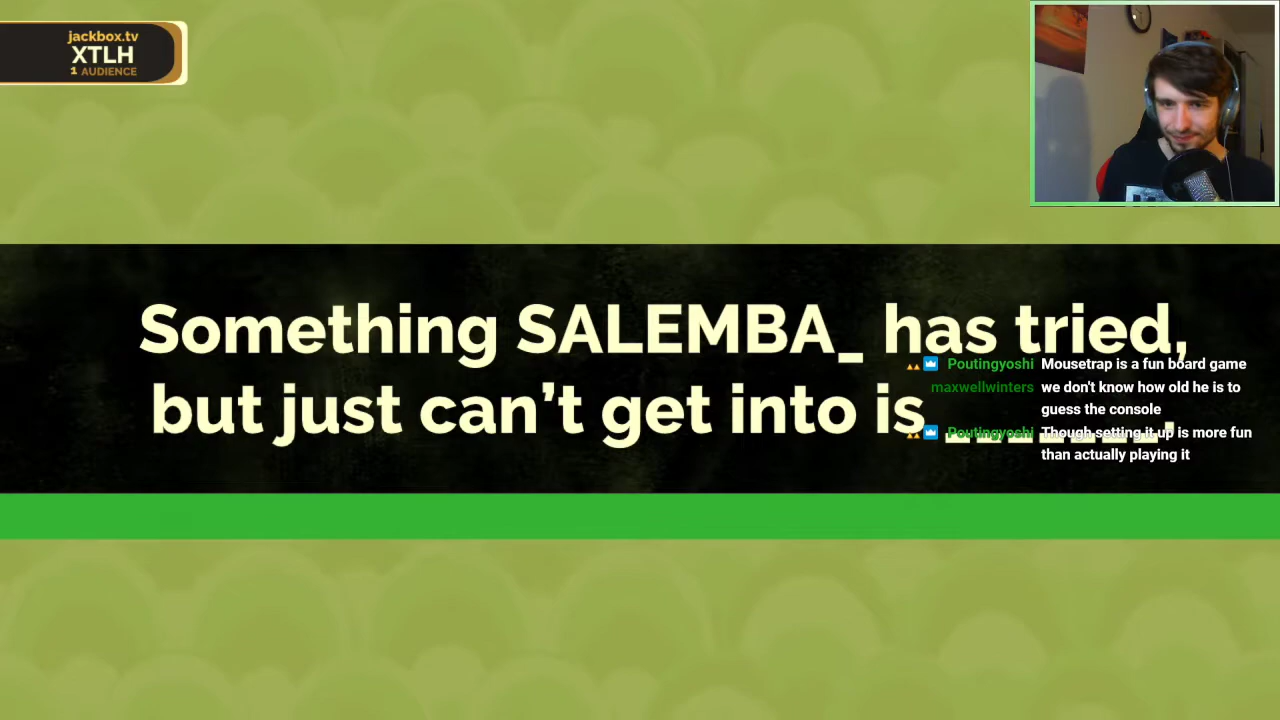 jackbox.tv
XTLH
1 AUDIENCE
Something SALEMBA_ has tried,
but just can't get into is ________.
Poutingyoshi Mousetrap is a fun board game
maxwellwinters we don't know how old he is to
guess the console
Poutingyoshi Though setting it up is more fun
than actually playing it